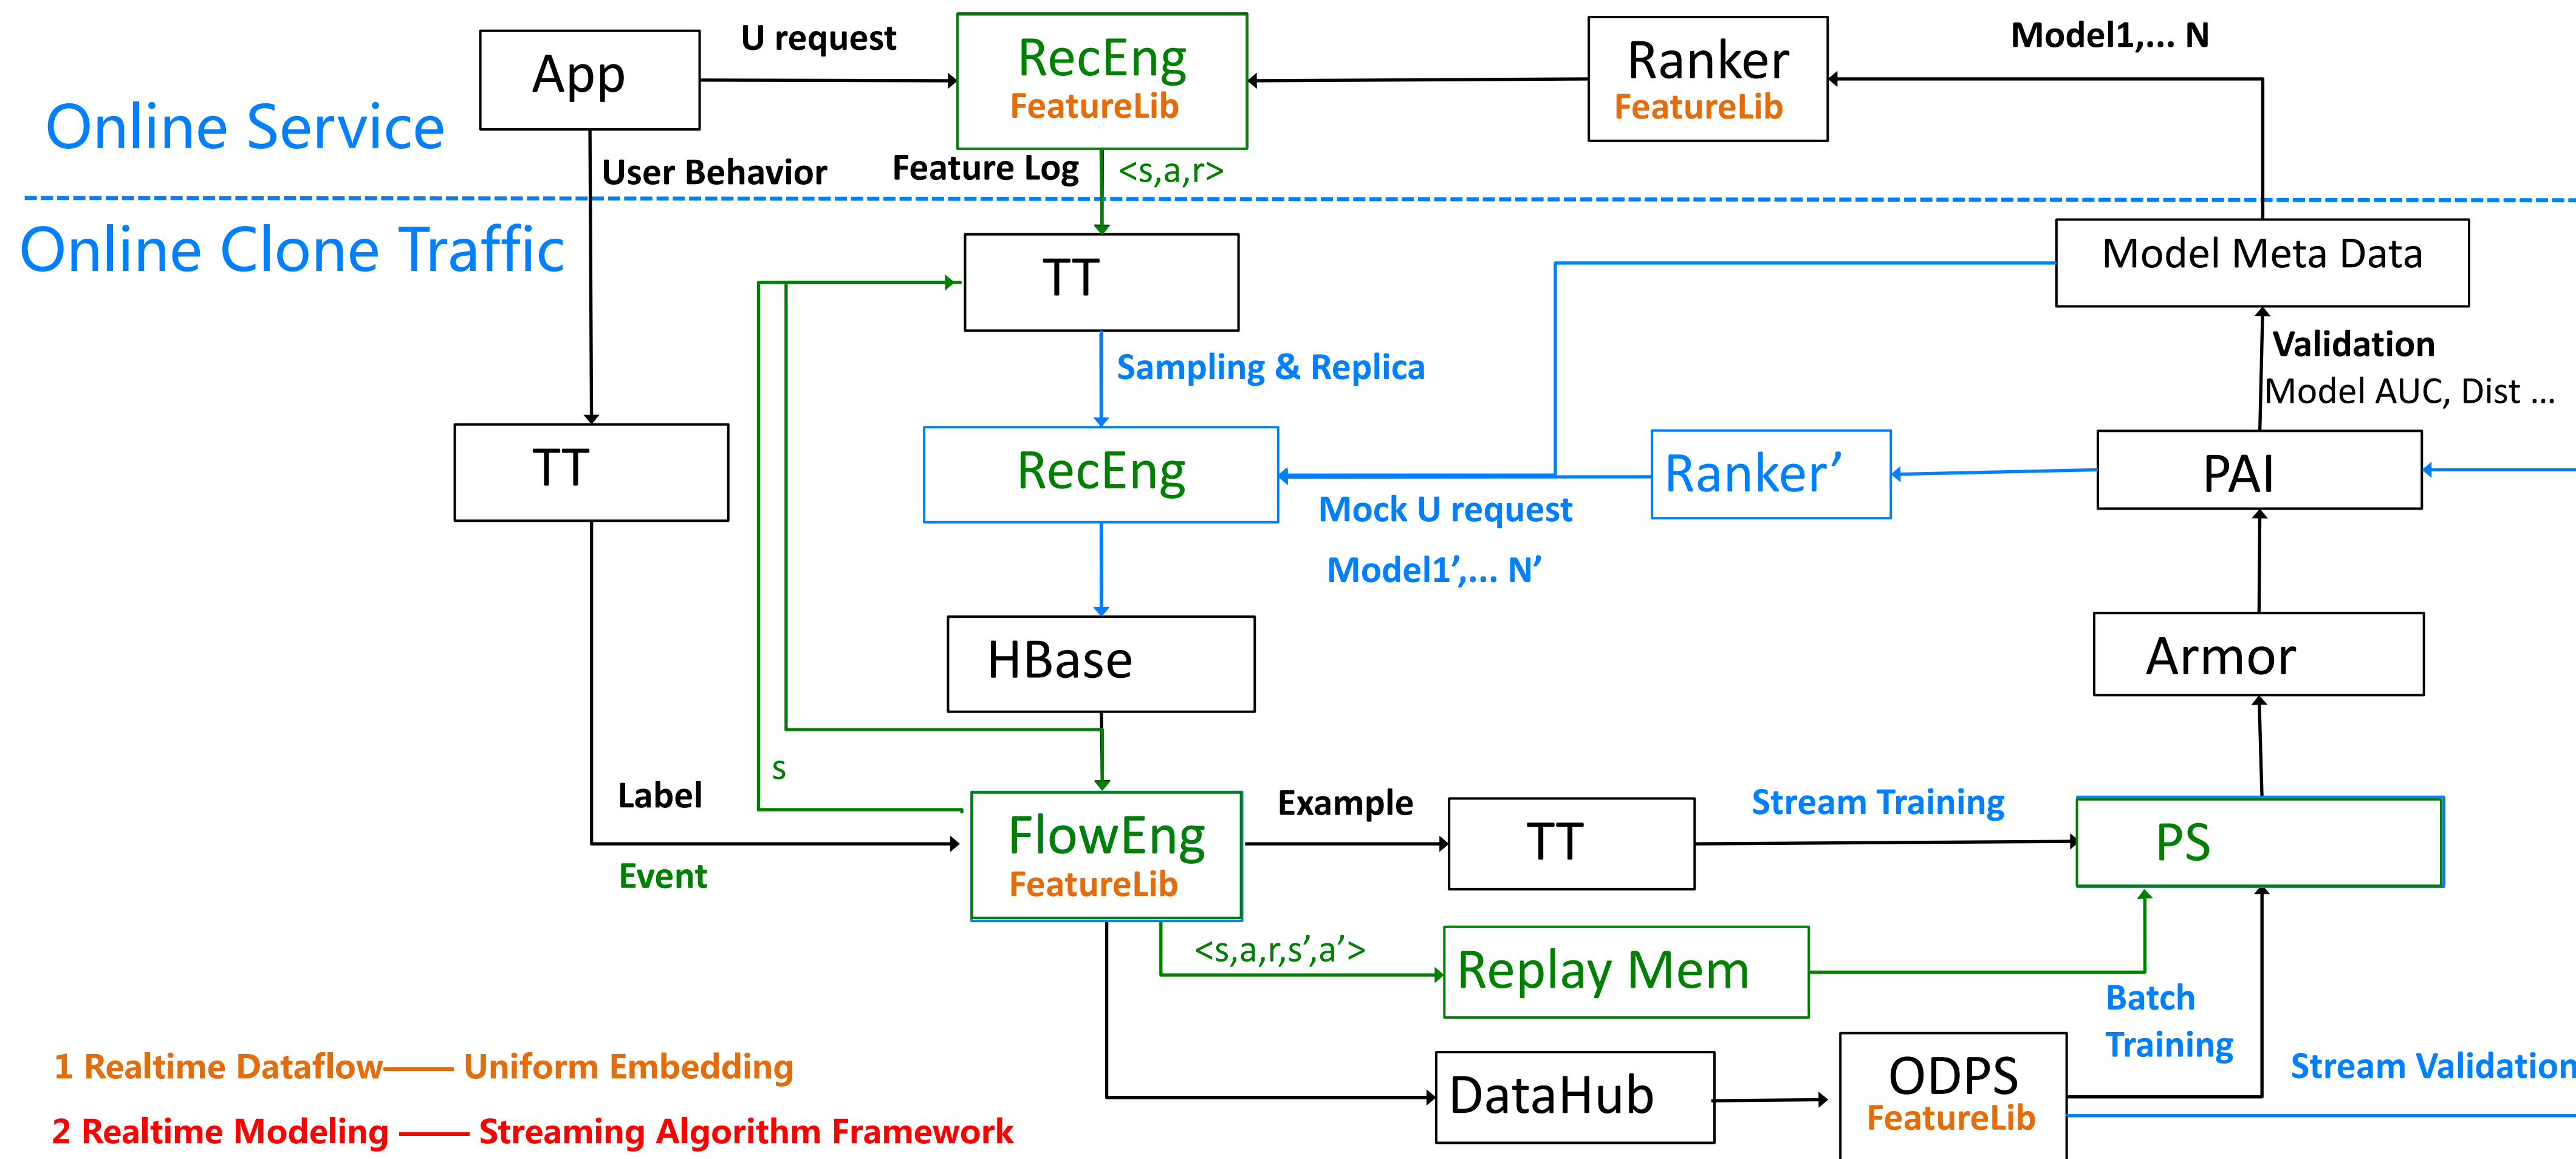 App
U request
RecEng
FeatureLib
Ranker
FeatureLib
Model1,... N
Online Service
User Behavior
Feature Log
<s,a,r>
Online Clone Traffic
TT
Model Meta Data
Sampling & Replica
Validation
Model AUC, Dist ...
TT
RecEng
Ranker’
PAI
Mock U request
Model1’,... N’
HBase
Armor
s
Label
Event
FlowEng
FeatureLib
Example
TT
Stream Training
PS
<s,a,r,s’,a’>
Replay Mem
Batch
Training
DataHub
ODPS
FeatureLib
Stream Validation
1 Realtime Dataflow—— Uniform Embedding
2 Realtime Modeling —— Streaming Algorithm Framework